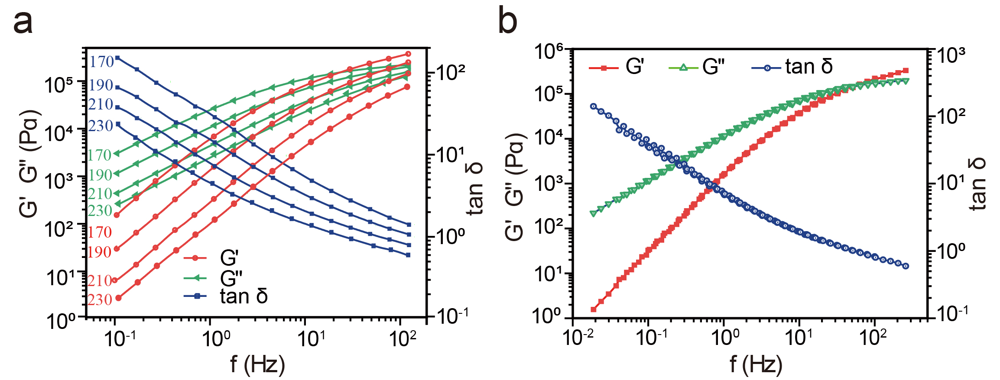 a
b
170
190
210
230
170
190
210
230
170
190
210
230
10⁵
10⁴
10³
10²
10¹
10⁰
G' G" (Pa)
10²
10¹
10⁰
10⁻¹
tan δ
G'
G"
tan δ
10⁻¹ 10⁰ 10¹ 10²
f (Hz)
10⁶
10⁵
10⁴
10³
10²
10¹
10⁰
G' G" (Pa)
G' G" tan δ
10³
10²
10¹
10⁰
10⁻¹
tan δ
10⁻² 10⁻¹ 10⁰ 10¹ 10²
f (Hz)